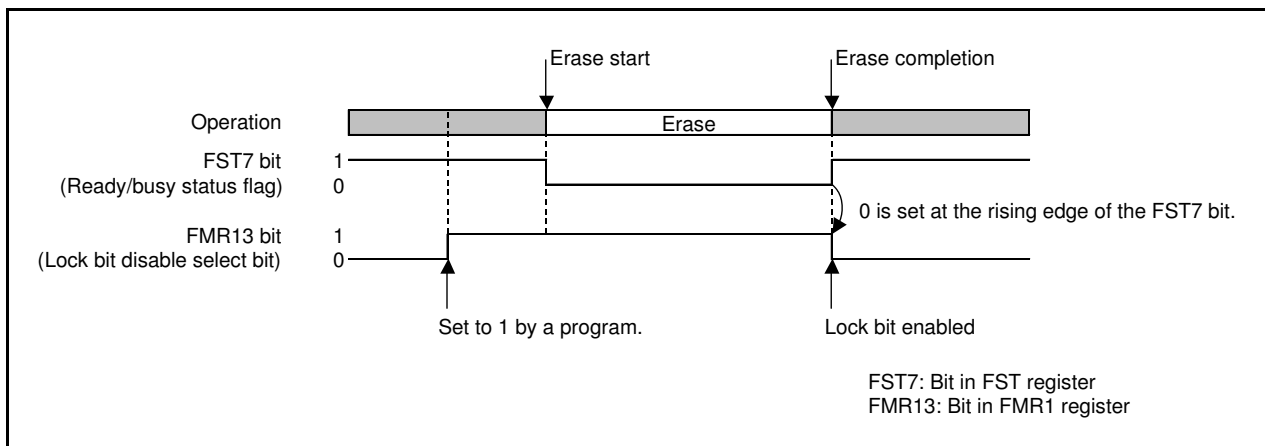 Erase start
Erase completion
Operation
Erase
FST7 bit
1
(Ready/busy status flag)
0
0 is set at the rising edge of the FST7 bit.
FMR13 bit
1
(Lock bit disable select bit)
0
Set to 1 by a program.
Lock bit enabled
FST7: Bit in FST register
FMR13: Bit in FMR1 register